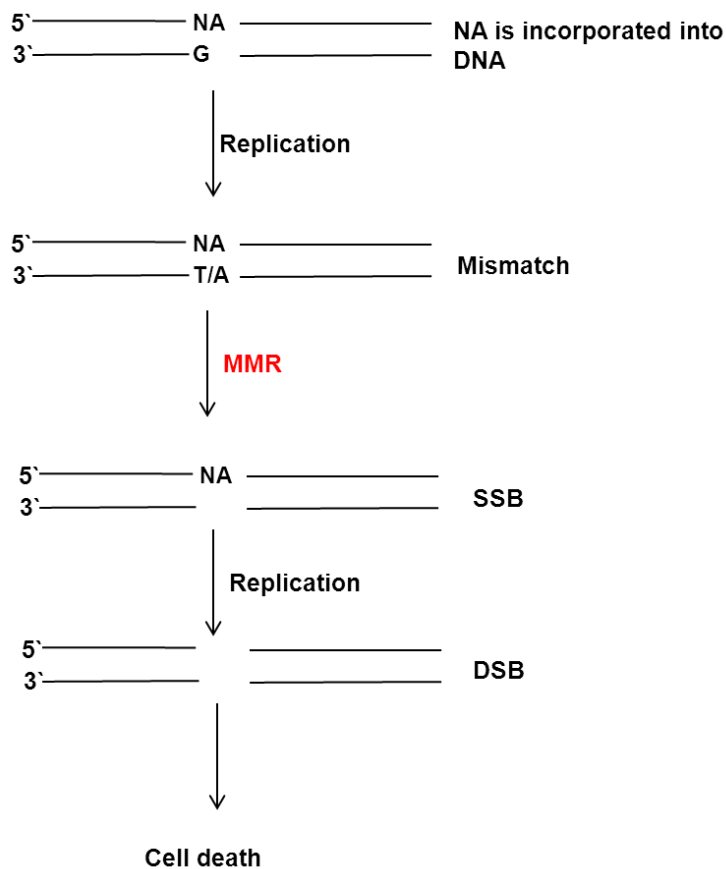 5` NA
3` G
NA is incorporated into
DNA
Replication
5` NA
3` T/A
Mismatch
MMR
5` NA
3`
SSB
Replication
5`
3`
DSB
Cell death